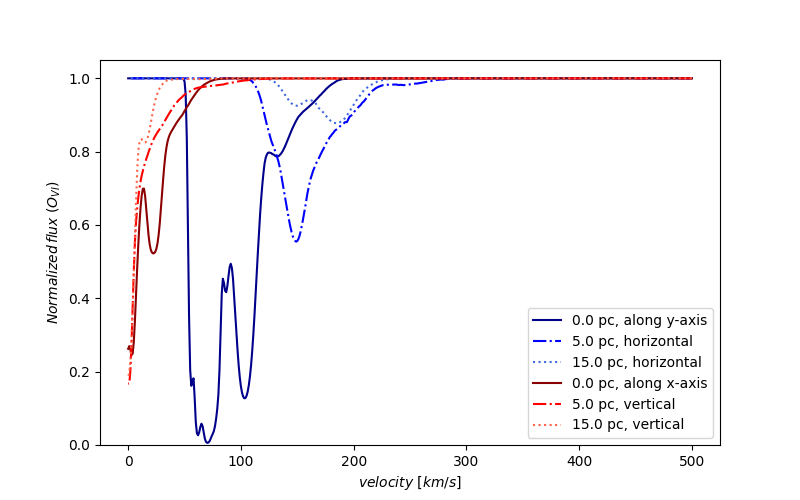 1.0
0.8
0.6
0.4
0.2
0.0
Normalized flux (O_VI)
0 100 200 300 400 500
velocity [km/s]
0.0 pc, along y-axis
5.0 pc, horizontal
15.0 pc, horizontal
0.0 pc, along x-axis
5.0 pc, vertical
15.0 pc, vertical